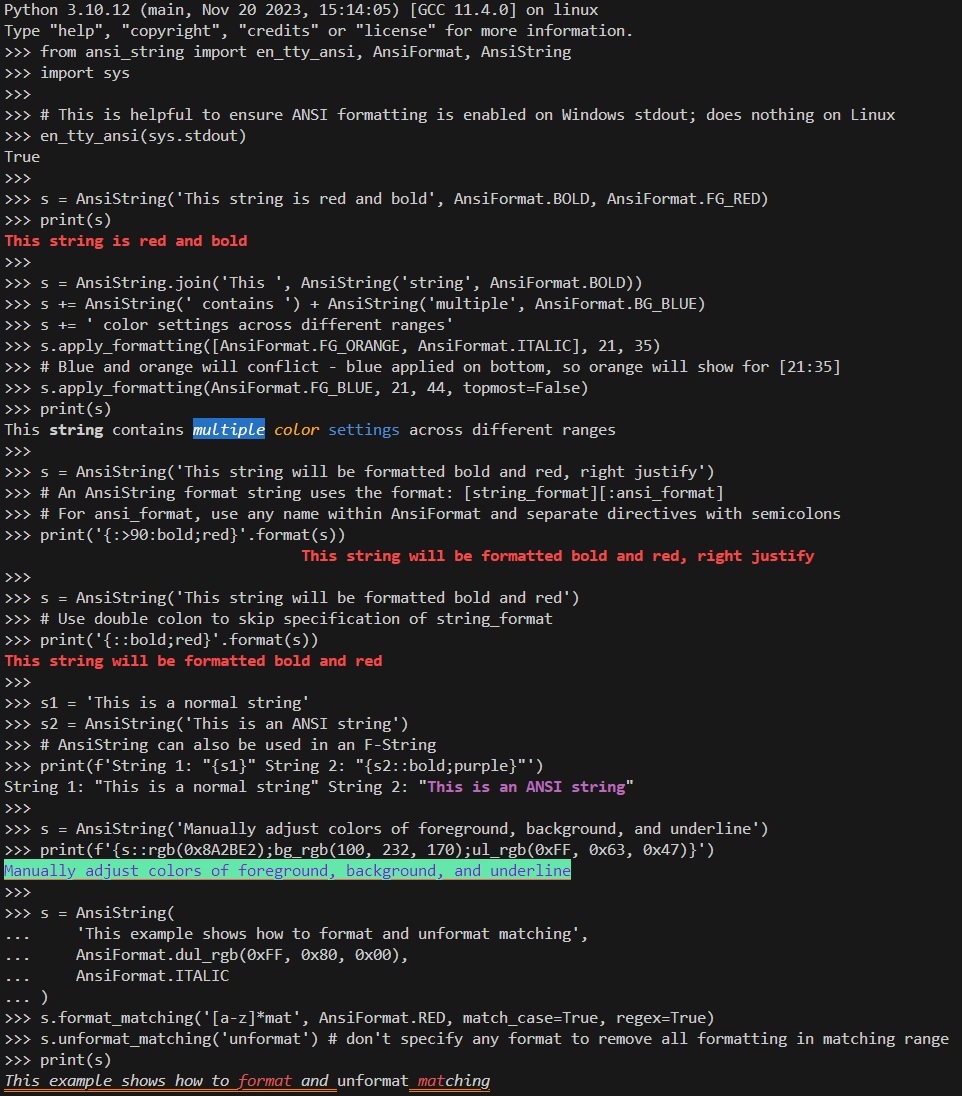 Python 3.10.12 (main, Nov 20 2023, 15:14:05) [GCC 11.4.0] on linux
Type "help", "copyright", "credits" or "license" for more information.
>>> from ansi_string import en_tty_ansi, AnsiFormat, AnsiString
>>> import sys
>>>
>>> # This is helpful to ensure ANSI formatting is enabled on Windows stdout; does nothing on Linux
>>> en_tty_ansi(sys.stdout)
True
>>>
>>> s = AnsiString('This string is red and bold', AnsiFormat.BOLD, AnsiFormat.FG_RED)
>>> print(s)
This string is red and bold
>>>
>>> s = AnsiString.join('This ', AnsiString('string', AnsiFormat.BOLD))
>>> s += AnsiString(' contains ') + AnsiString('multiple', AnsiFormat.BG_BLUE)
>>> s += ' color settings across different ranges'
>>> s.apply_formatting([AnsiFormat.FG_ORANGE, AnsiFormat.ITALIC], 21, 35)
>>> # Blue and orange will conflict - blue applied on bottom, so orange will show for [21:35]
>>> s.apply_formatting(AnsiFormat.FG_BLUE, 21, 44, topmost=False)
>>> print(s)
This string contains multiple color settings across different ranges
>>>
>>> s = AnsiString('This string will be formatted bold and red, right justify')
>>> # An AnsiString format string uses the format: [string_format][:ansi_format]
>>> # For ansi_format, use any name within AnsiFormat and separate directives with semicolons
>>> print('{:>90:bold;red}'.format(s))
                                 This string will be formatted bold and red, right justify
>>>
>>> s = AnsiString('This string will be formatted bold and red')
>>> # Use double colon to skip specification of string_format
>>> print('{::bold;red}'.format(s))
This string will be formatted bold and red
>>>
>>> s1 = 'This is a normal string'
>>> s2 = AnsiString('This is an ANSI string')
>>> # AnsiString can also be used in an F-String
>>> print(f'String 1: "{s1}" String 2: "{s2::bold;purple}"')
String 1: "This is a normal string" String 2: "This is an ANSI string"
>>>
>>> s = AnsiString('Manually adjust colors of foreground, background, and underline')
>>> print(f'{s::rgb(0x8A2BE2);bg_rgb(100, 232, 170);ul_rgb(0xFF, 0x63, 0x47)}')
Manually adjust colors of foreground, background, and underline
>>>
>>> s = AnsiString(
...     'This example shows how to format and unformat matching',
...     AnsiFormat.dul_rgb(0xFF, 0x80, 0x00),
...     AnsiFormat.ITALIC
... )
>>> s.format_matching('[a-z]*mat', AnsiFormat.RED, match_case=True, regex=True)
>>> s.unformat_matching('unformat') # don't specify any format to remove all formatting in matching range
>>> print(s)
This example shows how to format and unformat matching